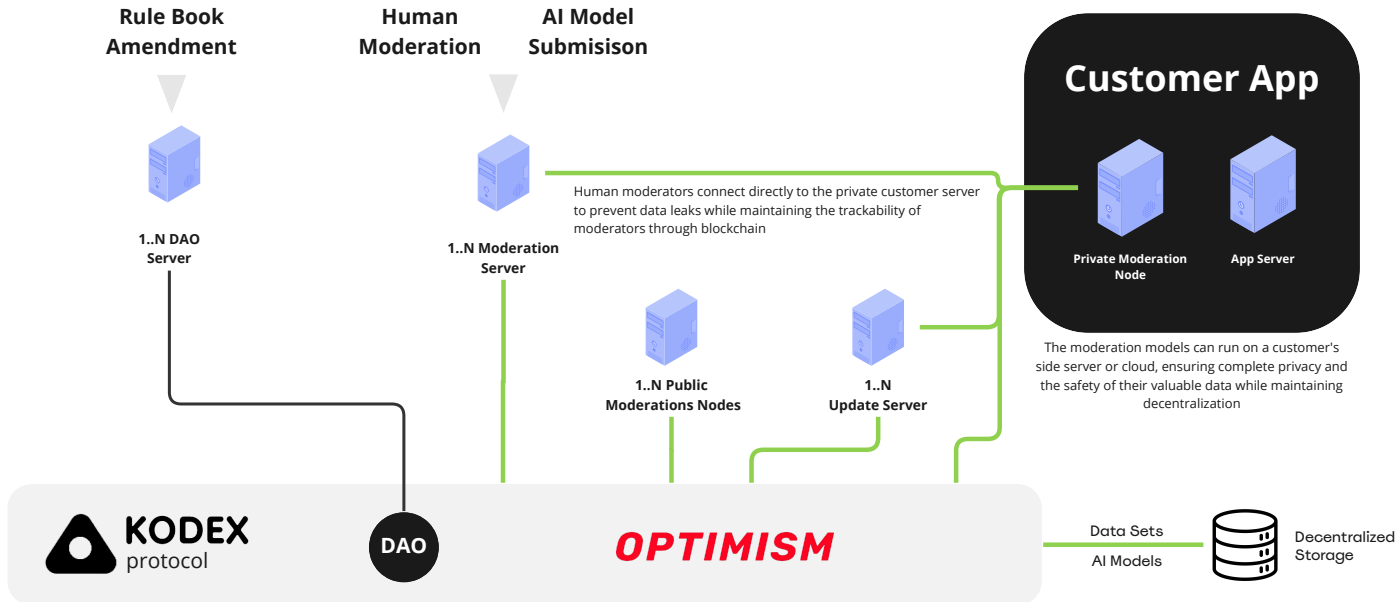 Rule Book
Amendment
Human
Moderation
AI Model
Submisison
Customer App
Human moderators connect directly to the private customer server
to prevent data leaks while maintaining the trackability of
moderators through blockchain
1..N DAO
Server
1..N Moderation
Server
Private Moderation
Node
App Server
The moderation models can run on a customer's
side server or cloud, ensuring complete privacy and
the safety of their valuable data while maintaining
decentralization
1..N Public
Moderations Nodes
1..N
Update Server
KODEX
protocol
DAO
OPTIMISM
Data Sets
AI Models
Decentralized
Storage